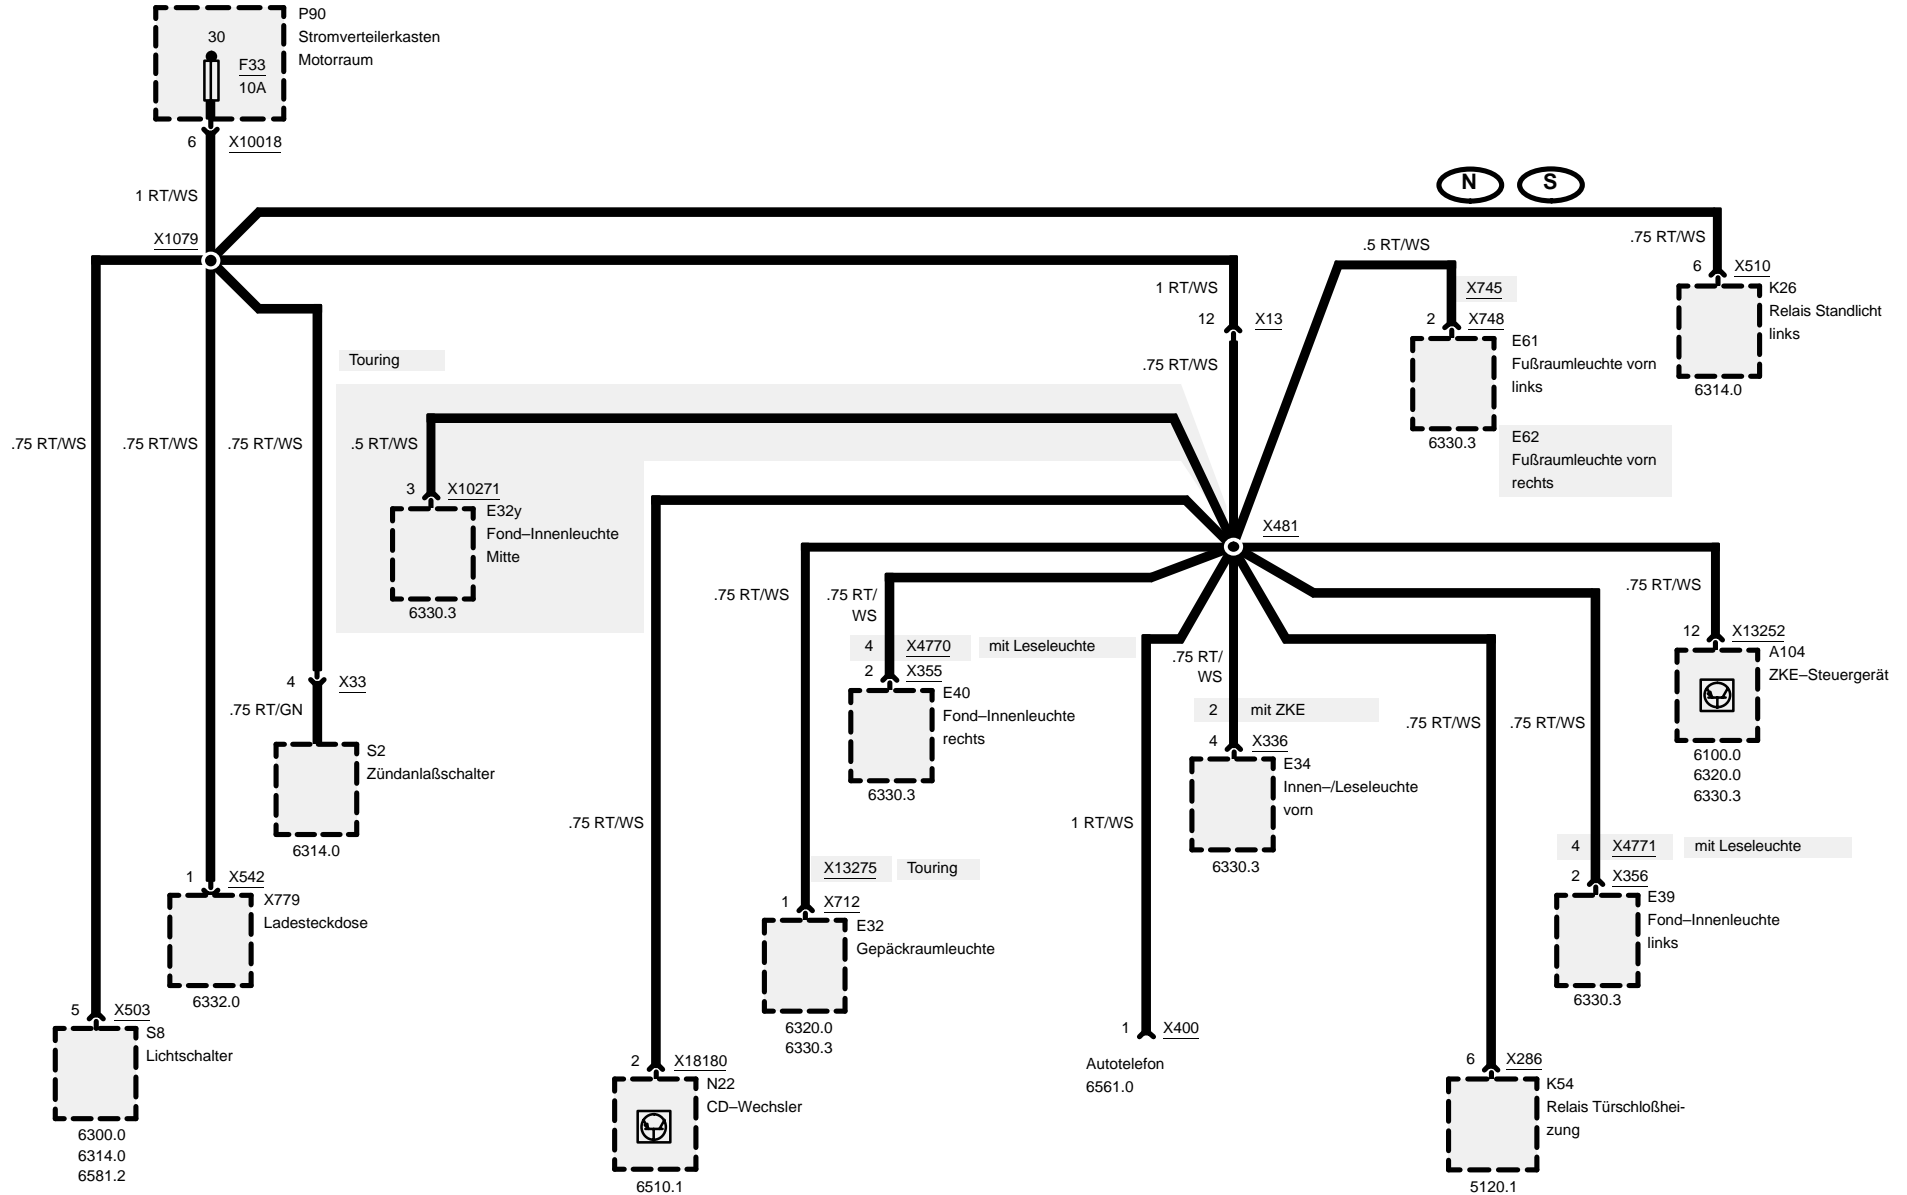 P90
Stromverteilerkasten
Motorraum
30
F33
10A
6
X10018
1 RT/WS
X1079
N
S
.75 RT/WS
6
X510
K26
Relais Standlicht
links
6314.0
.5 RT/WS
X745
2
X748
E61
Fußraumleuchte vorn
links
6330.3
E62
Fußraumleuchte vorn
rechts
1 RT/WS
12
X13
.75 RT/WS
Touring
.75 RT/WS
.75 RT/WS
.75 RT/WS
.5 RT/WS
3
X10271
E32y
Fond–Innenleuchte
Mitte
6330.3
X481
.75 RT/WS
.75 RT/
WS
.75 RT/WS
12
X13252
A104
ZKE–Steuergerät
6100.0
6320.0
6330.3
4
X4770
mit Leseleuchte
2
X355
E40
Fond–Innenleuchte
rechts
6330.3
.75 RT/
WS
2
mit ZKE
4
X336
E34
Innen–/Leseleuchte
vorn
6330.3
4
X33
.75 RT/GN
S2
Zündanlaßschalter
6314.0
.75 RT/WS
.75 RT/WS
.75 RT/WS
1 RT/WS
4
X4771
mit Leseleuchte
2
X356
E39
Fond–Innenleuchte
links
6330.3
X13275
Touring
1
X712
E32
Gepäckraumleuchte
6320.0
6330.3
1
X542
X779
Ladesteckdose
6332.0
5
X503
S8
Lichtschalter
6300.0
6314.0
6581.2
2
X18180
N22
CD–Wechsler
6510.1
1
X400
Autotelefon
6561.0
6
X286
K54
Relais Türschloßhei-
zung
5120.1